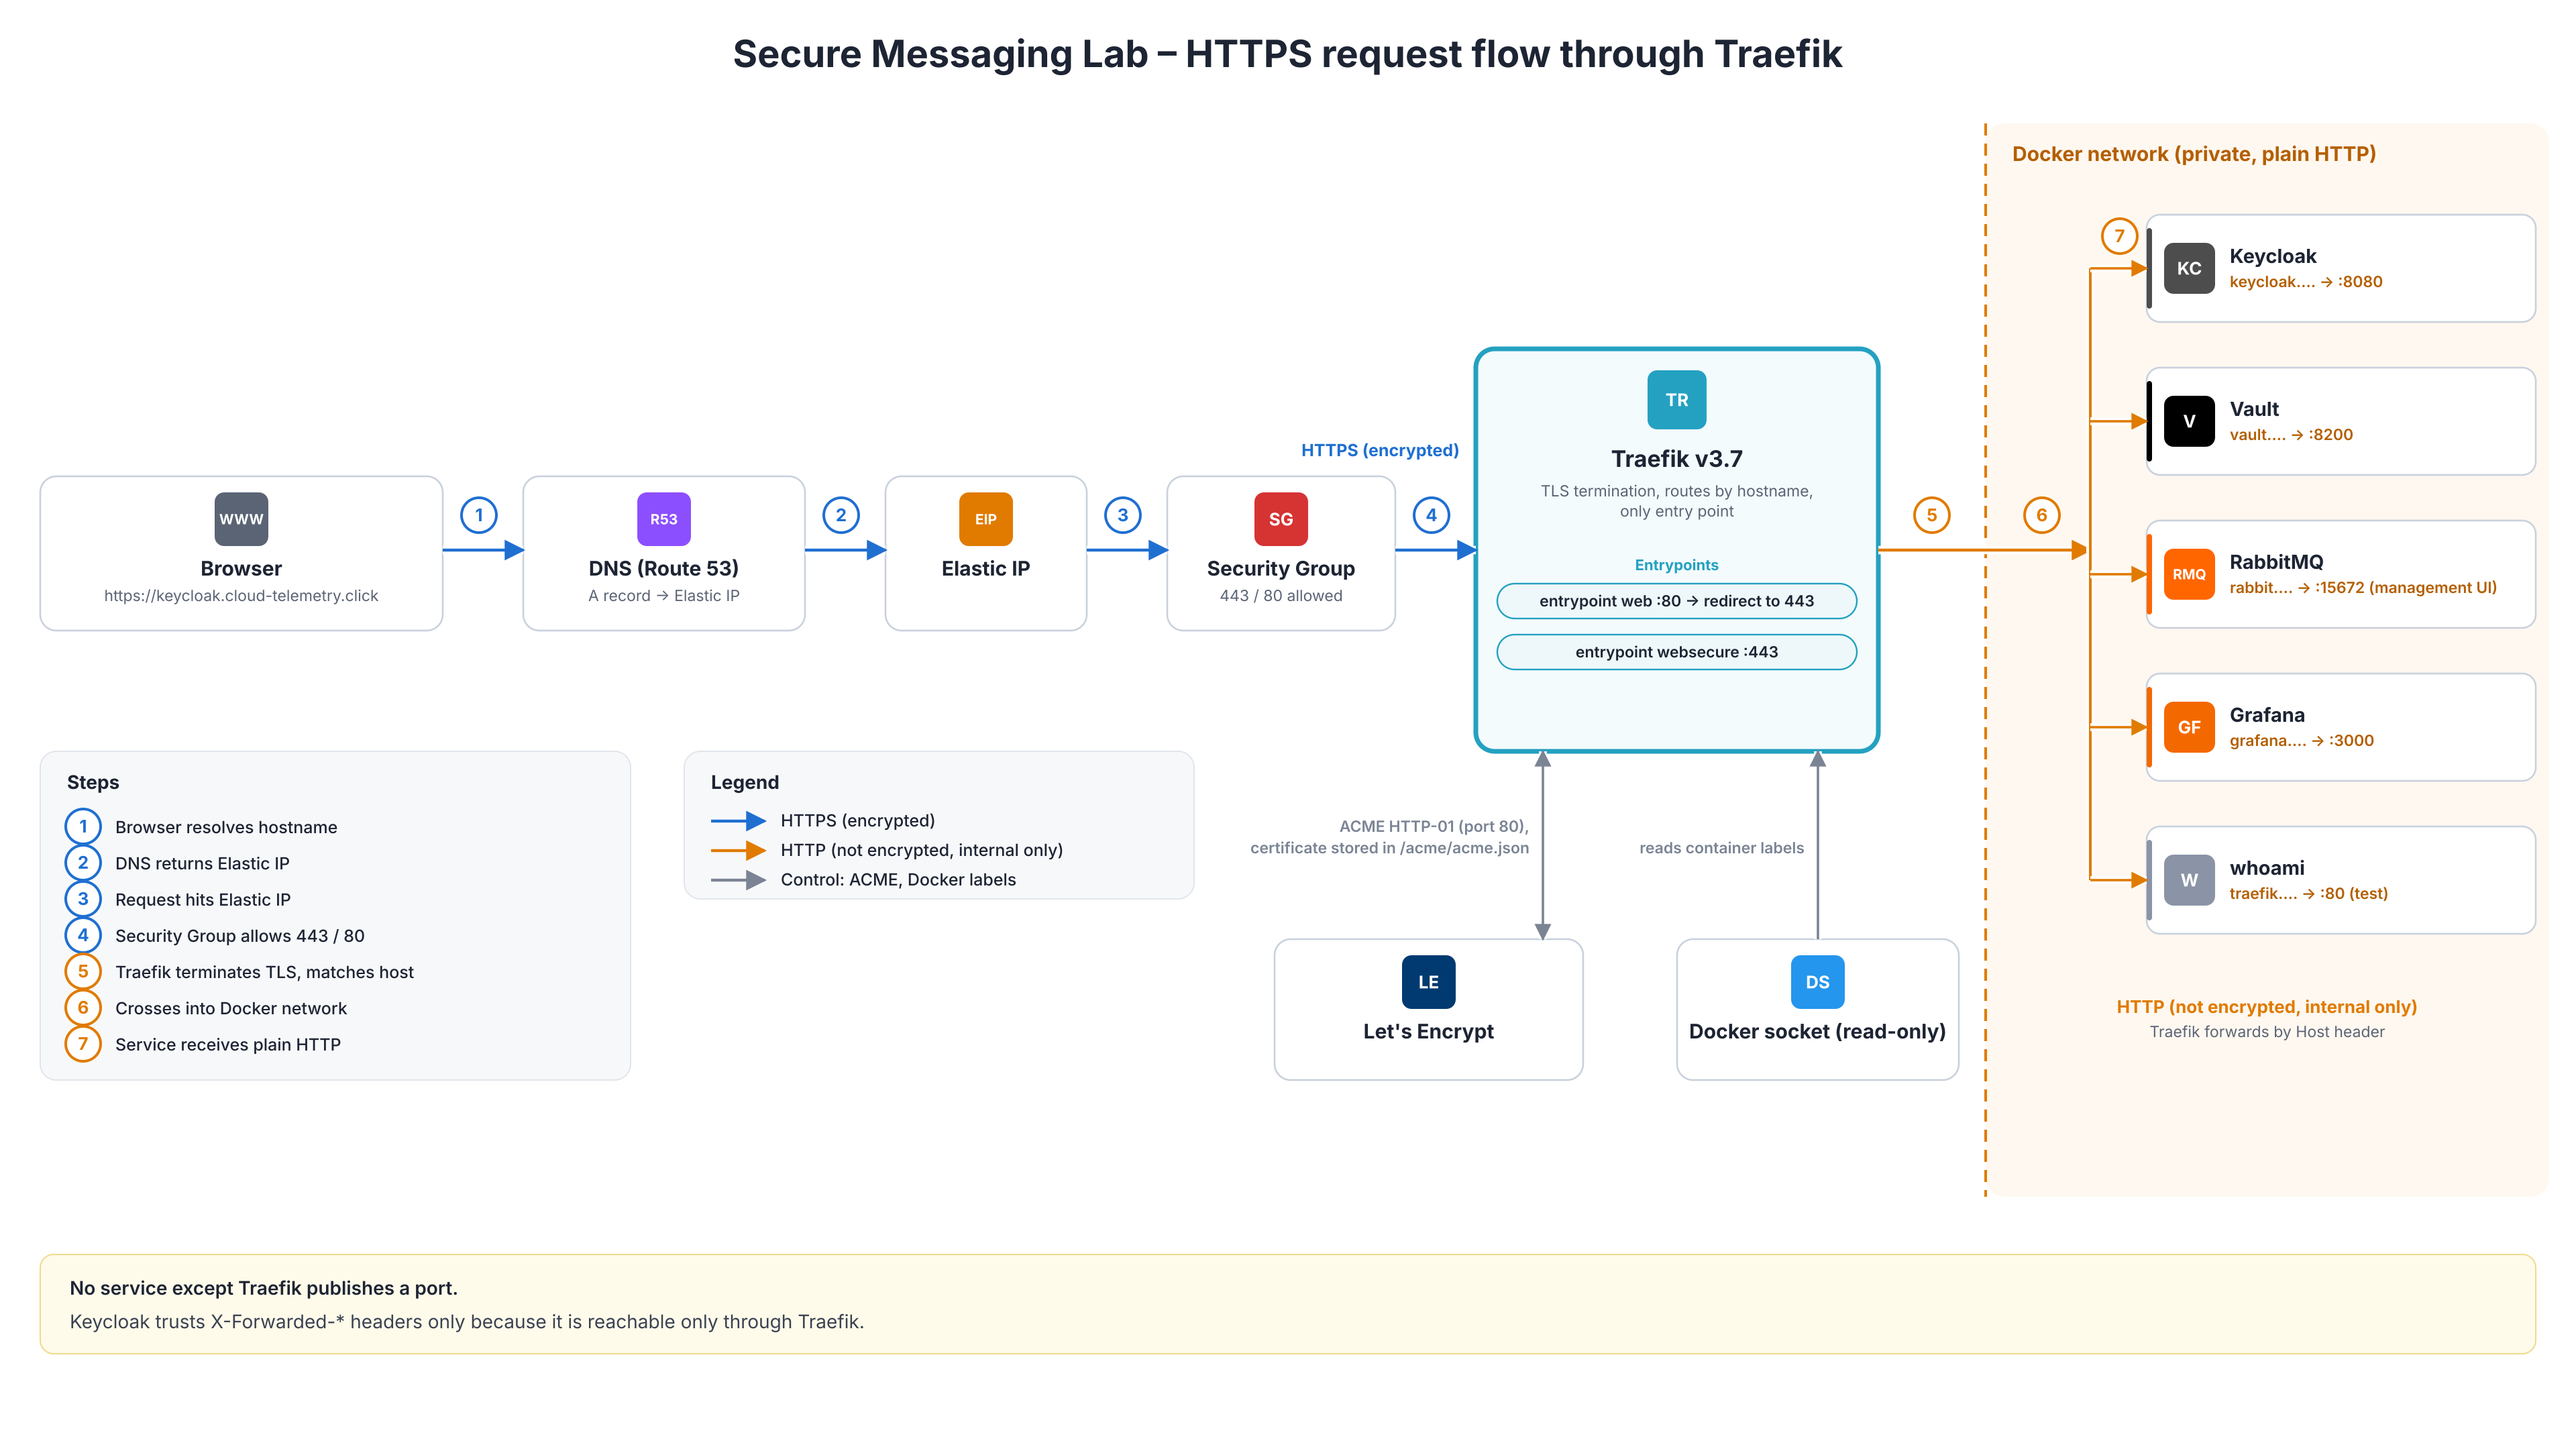 Secure Messaging Lab – HTTPS request flow through Traefik
Docker network (private, plain HTTP)
WWW
Browser
https://keycloak.cloud-telemetry.click
1
R53
DNS (Route 53)
A record → Elastic IP
2
EIP
Elastic IP
3
SG
Security Group
443 / 80 allowed
HTTPS (encrypted)
4
TR
Traefik v3.7
TLS termination, routes by hostname,
only entry point
Entrypoints
entrypoint web :80 → redirect to 443
entrypoint websecure :443
5
6
7
KC
Keycloak
keycloak.... → :8080
V
Vault
vault.... → :8200
RMQ
RabbitMQ
rabbit.... → :15672 (management UI)
GF
Grafana
grafana.... → :3000
W
whoami
traefik.... → :80 (test)
HTTP (not encrypted, internal only)
Traefik forwards by Host header
Steps
1 Browser resolves hostname
2 DNS returns Elastic IP
3 Request hits Elastic IP
4 Security Group allows 443 / 80
5 Traefik terminates TLS, matches host
6 Crosses into Docker network
7 Service receives plain HTTP
Legend
HTTPS (encrypted)
HTTP (not encrypted, internal only)
Control: ACME, Docker labels
ACME HTTP-01 (port 80),
certificate stored in /acme/acme.json
reads container labels
LE
Let's Encrypt
DS
Docker socket (read-only)
No service except Traefik publishes a port.
Keycloak trusts X-Forwarded-* headers only because it is reachable only through Traefik.